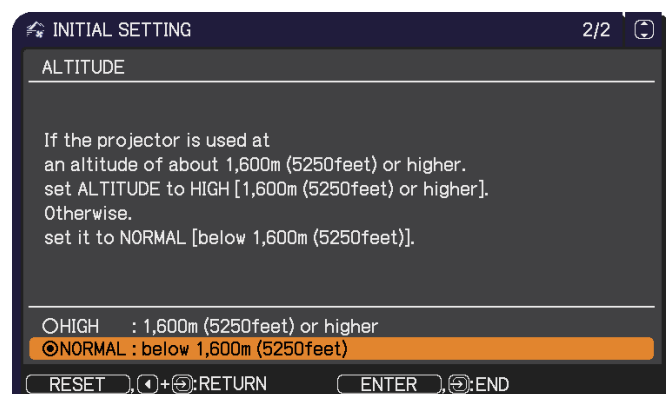 INITIAL SETTING 2/2
ALTITUDE
If the projector is used at
an altitude of about 1,600m (5250feet) or higher.
set ALTITUDE to HIGH [1,600m (5250feet) or higher].
Otherwise.
set it to NORMAL [below 1,600m (5250feet)].
HIGH : 1,600m (5250feet) or higher
NORMAL : below 1,600m (5250feet)
RESET , + :RETURN ENTER , :END